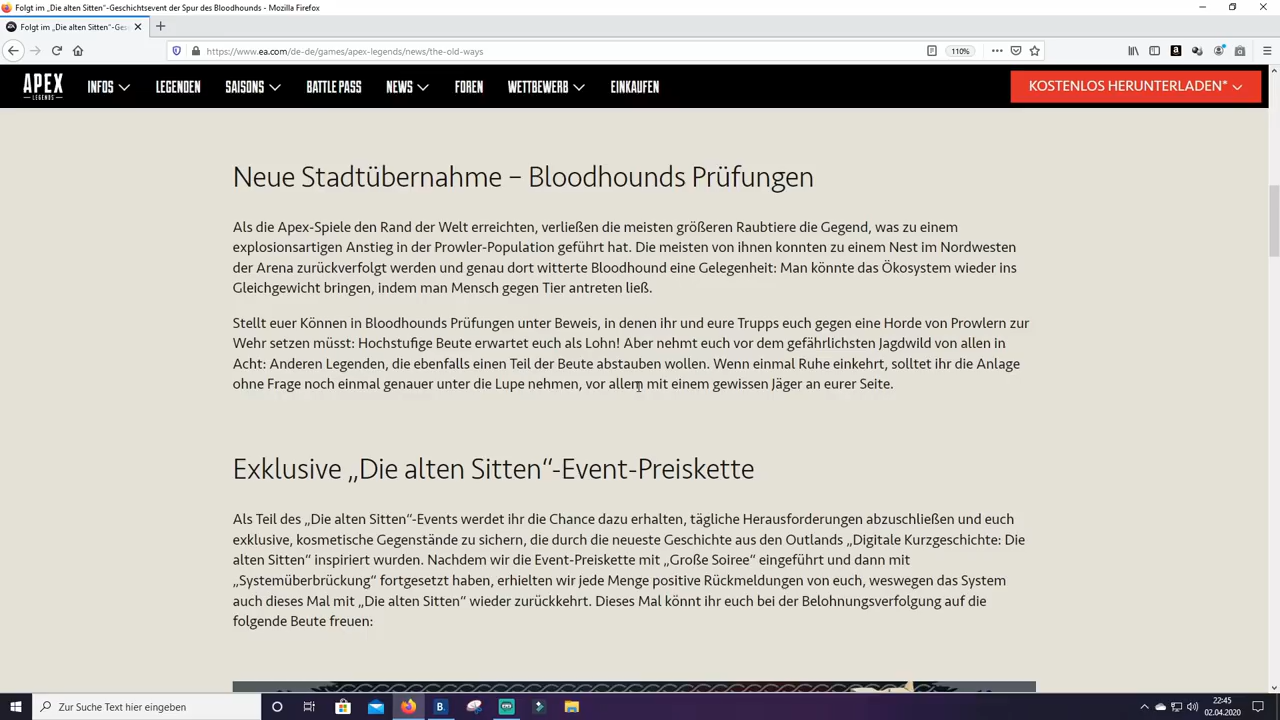 Folgt im „Die alten Sitten“-Geschichtsevent der Spur des Bloodhounds - Mozilla Firefox
Folgt im „Die alten Sitten“-Ges
https://www.ea.com/de-de/games/apex-legends/news/the-old-ways
110%
APEX
LEGENDS
INFOS
LEGENDEN
SAISONS
BATTLE PASS
NEWS
FOREN
WETTBEWERB
EINKAUFEN
KOSTENLOS HERUNTERLADEN*
Neue Stadtübernahme – Bloodhounds Prüfungen
Als die Apex-Spiele den Rand der Welt erreichten, verließen die meisten größeren Raubtiere die Gegend, was zu einem
explosionsartigen Anstieg in der Prowler-Population geführt hat. Die meisten von ihnen konnten zu einem Nest im Nordwesten
der Arena zurückverfolgt werden und genau dort witterte Bloodhound eine Gelegenheit: Man könnte das Ökosystem wieder ins
Gleichgewicht bringen, indem man Mensch gegen Tier antreten ließ.
Stellt euer Können in Bloodhounds Prüfungen unter Beweis, in denen ihr und eure Trupps euch gegen eine Horde von Prowlern zur
Wehr setzen müsst: Hochstufige Beute erwartet euch als Lohn! Aber nehmt euch vor dem gefährlichsten Jagdwild von allen in
Acht: Anderen Legenden, die ebenfalls einen Teil der Beute abstauben wollen. Wenn einmal Ruhe einkehrt, solltet ihr die Anlage
ohne Frage noch einmal genauer unter die Lupe nehmen, vor allem mit einem gewissen Jäger an eurer Seite.
Exklusive „Die alten Sitten“-Event-Preiskette
Als Teil des „Die alten Sitten“-Events werdet ihr die Chance dazu erhalten, tägliche Herausforderungen abzuschließen und euch
exklusive, kosmetische Gegenstände zu sichern, die durch die neueste Geschichte aus den Outlands „Digitale Kurzgeschichte: Die
alten Sitten“ inspiriert wurden. Nachdem wir die Event-Preiskette mit „Große Soiree“ eingeführt und dann mit
„Systemüberbrückung“ fortgesetzt haben, erhielten wir jede Menge positive Rückmeldungen von euch, weswegen das System
auch dieses Mal mit „Die alten Sitten“ wieder zurückkehrt. Dieses Mal könnt ihr euch bei der Belohnungsverfolgung auf die
folgende Beute freuen:
Zur Suche Text hier eingeben
22:45
02.04.2020